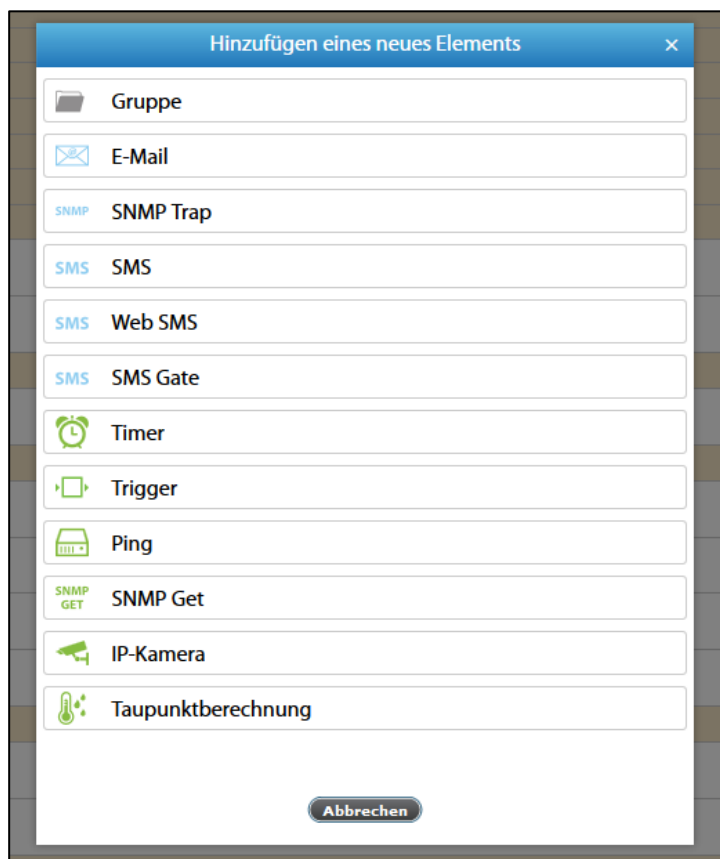 Hinzufügen eines neues Elements ×
Gruppe
E-Mail
SNMP SNMP Trap
SMS SMS
SMS Web SMS
SMS SMS Gate
Timer
Trigger
Ping
SNMP
GET SNMP Get
IP-Kamera
Taupunktberechnung
Abbrechen